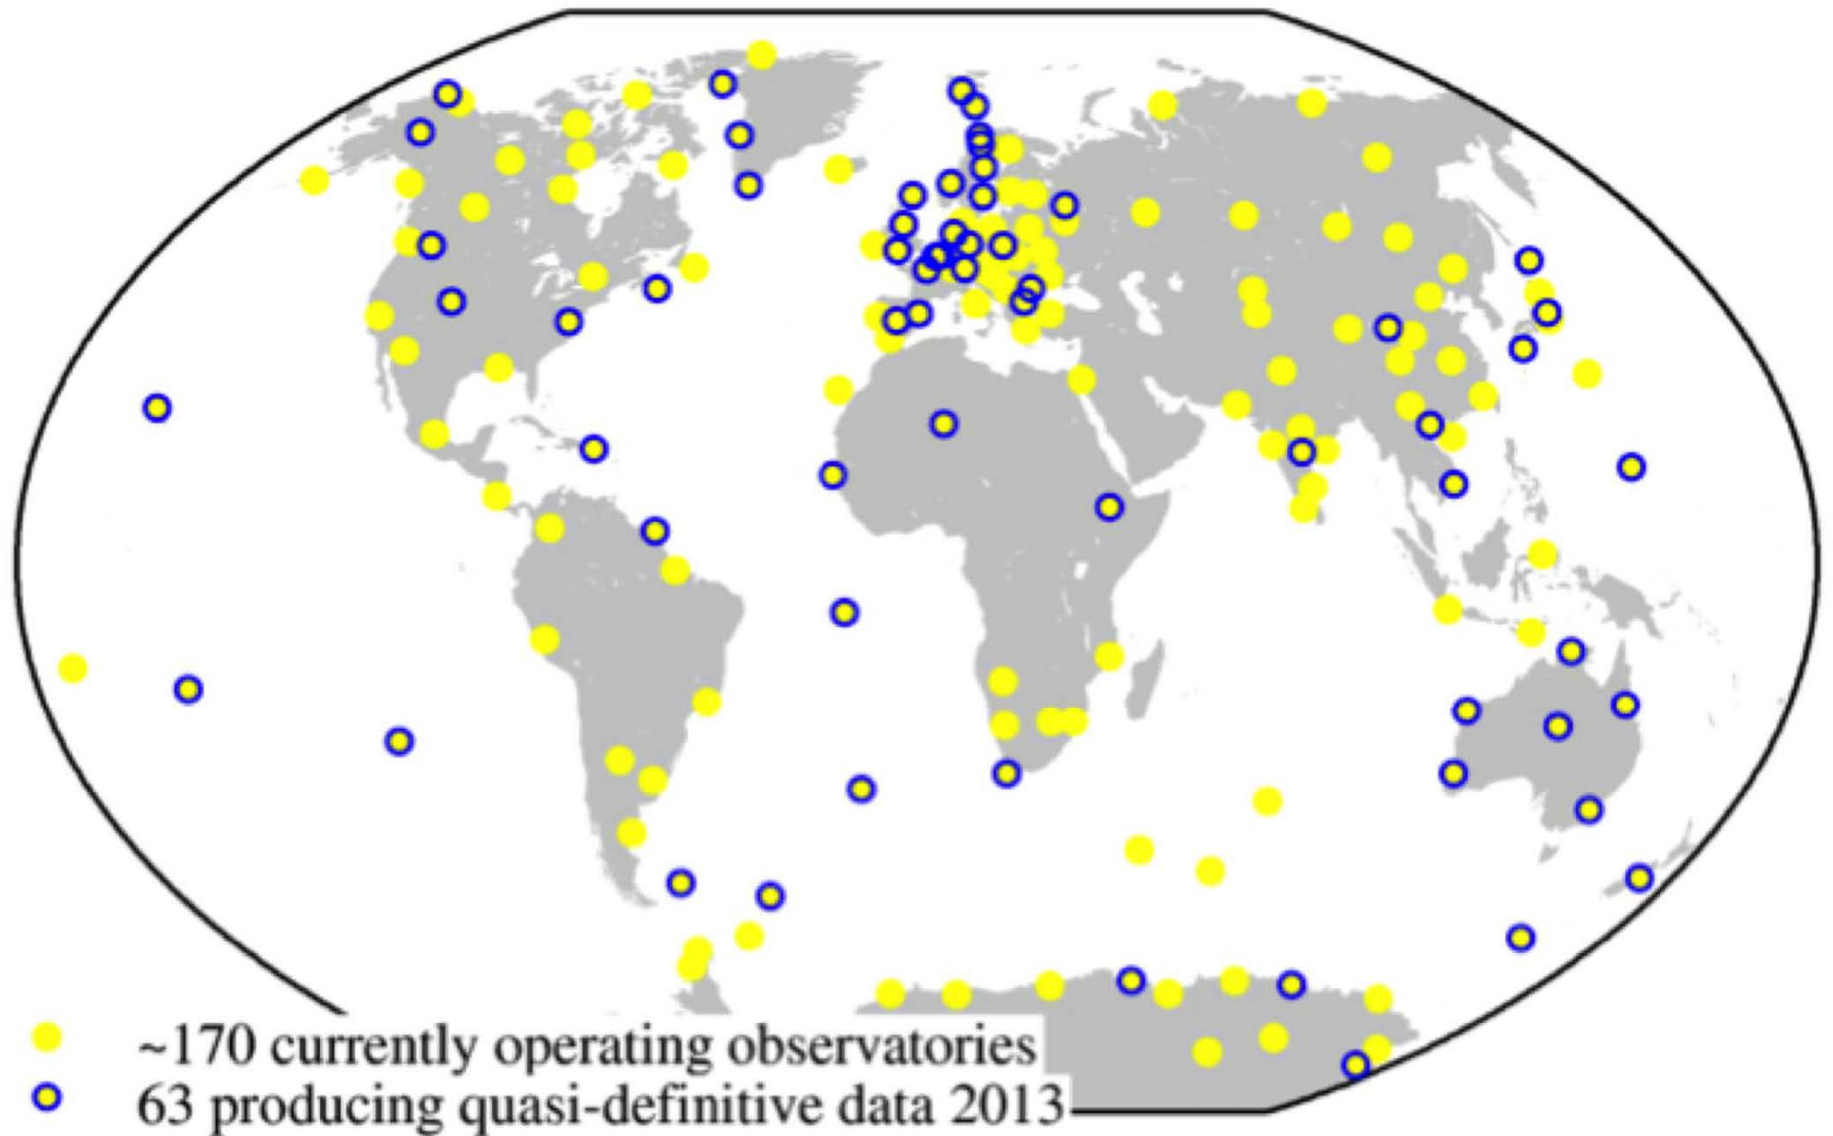 ~170 currently operating observatories
63 producing quasi-definitive data 2013